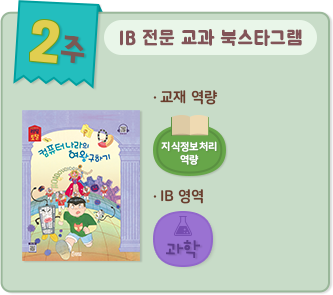 2주
IB 전문 교과 북스타그램
· 교재 역량
지식정보처리
역량
· IB 영역
과학
컴퓨터 나라의
여왕 구하기